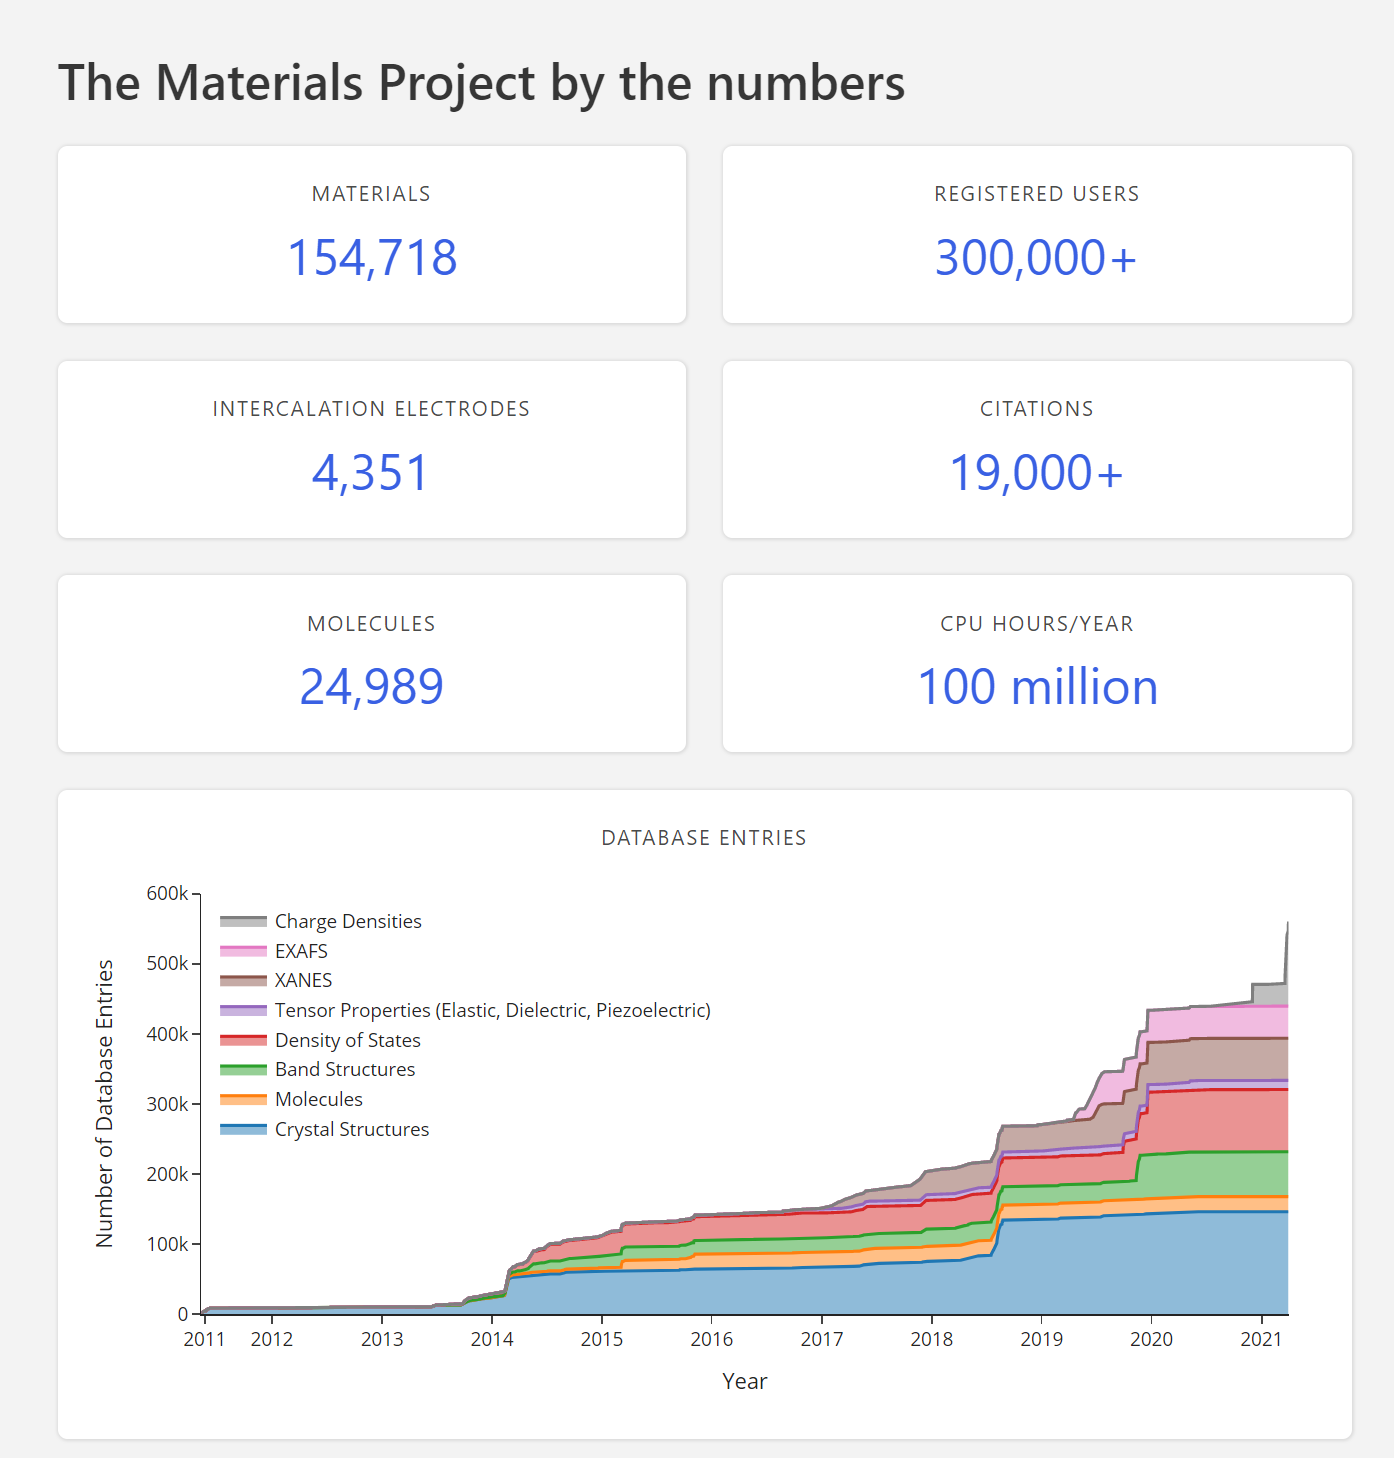 The Materials Project by the numbers
MATERIALS
154,718
REGISTERED USERS
300,000+
INTERCALATION ELECTRODES
4,351
CITATIONS
19,000+
MOLECULES
24,989
CPU HOURS/YEAR
100 million
DATABASE ENTRIES
600k
500k
400k
300k
200k
100k
0
Number of Database Entries
Charge Densities
EXAFS
XANES
Tensor Properties (Elastic, Dielectric, Piezoelectric)
Density of States
Band Structures
Molecules
Crystal Structures
2011 2012 2013 2014 2015 2016 2017 2018 2019 2020 2021
Year